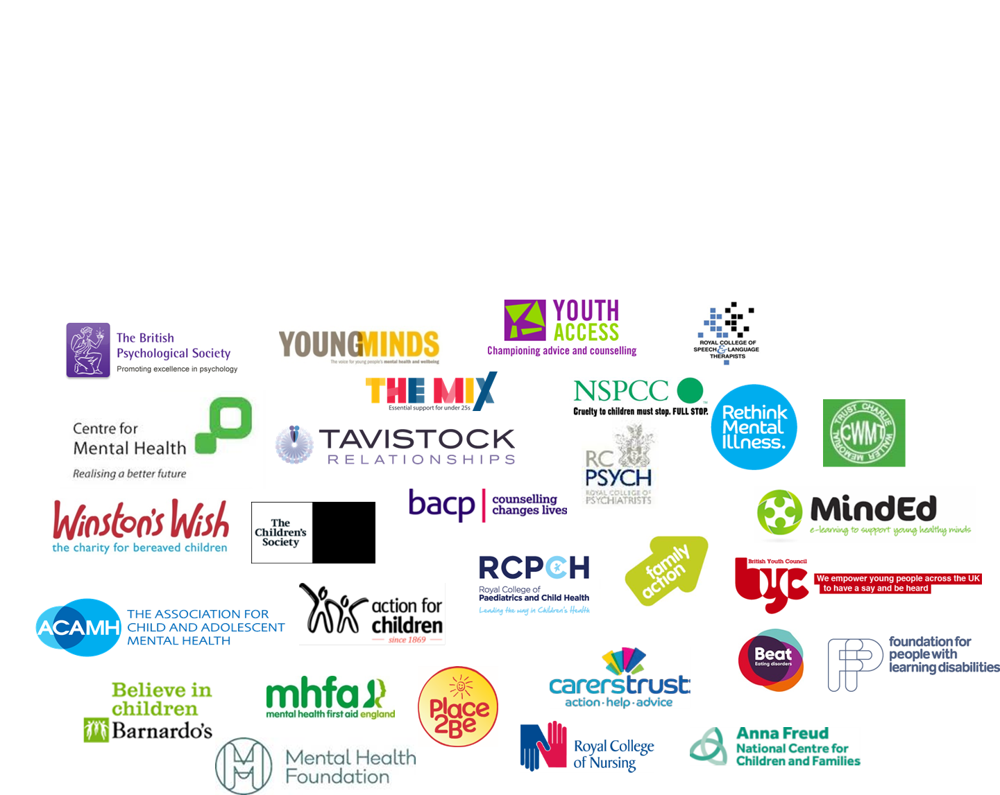 The British
Psychological Society
Promoting excellence in psychology
YOUNGMINDS
The voice for young people's mental health and wellbeing
YOUTH
ACCESS
Championing advice and counselling
ROYAL COLLEGE OF
SPEECH & LANGUAGE
THERAPISTS
THE MIX
Essential support for under 25s
NSPCC
Cruelty to children must stop. FULL STOP.
Rethink
Mental
Illness.
CWMT
CHARLIE WALLER MEMORIAL TRUST
Centre for
Mental Health
Realising a better future
TAVISTOCK
RELATIONSHIPS
RC
PSYCH
ROYAL COLLEGE OF
PSYCHIATRISTS
Winston's Wish
the charity for bereaved children
The
Children's
Society
bacp
counselling
changes lives
MindEd
e-learning to support young healthy minds
RCPCH
Royal College of
Paediatrics and Child Health
Leading the way in Children's Health
family
action
British Youth Council
byc
We empower young people across the UK
to have a say and be heard
ACAMH
THE ASSOCIATION FOR
CHILD AND ADOLESCENT
MENTAL HEALTH
action for
children
since 1869
Beat
Eating disorders
foundation for
people with
learning disabilities
carerstrust
action·help·advice
Believe in
children
Barnardo's
mhfa
mental health first aid england
Place
2Be
Mental Health
Foundation
Royal College
of Nursing
Anna Freud
National Centre for
Children and Families